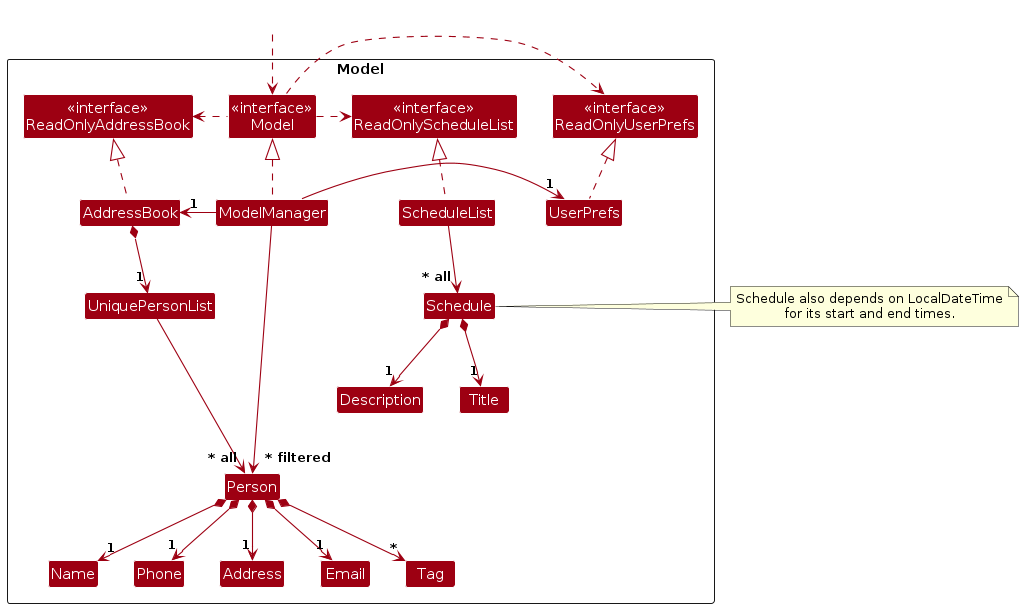 Model
«interface»
ReadOnlyAddressBook
«interface»
Model
«interface»
ReadOnlyScheduleList
«interface»
ReadOnlyUserPrefs
1
1
AddressBook
ModelManager
ScheduleList
UserPrefs
1
* all
UniquePersonList
Schedule
Schedule also depends on LocalDateTime
for its start and end times.
1
1
Description
Title
* all
* filtered
Person
1
1
1
1
*
Name
Phone
Address
Email
Tag